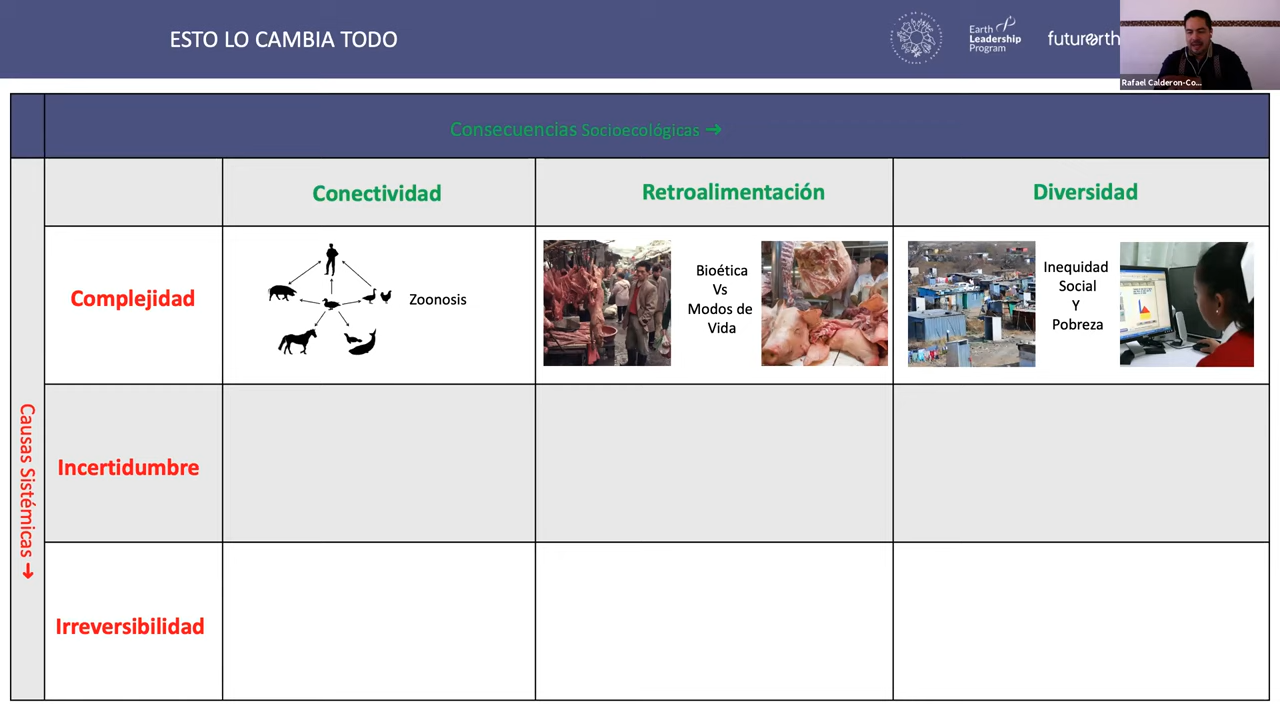 ESTO LO CAMBIA TODO
Earth
Leadership
Program
futurerth
Rafael Calderon-Co...
Consecuencias Socioecológicas →
Conectividad
Retroalimentación
Diversidad
Causas Sistémicas →
Complejidad
Zoonosis
Bioética
Vs
Modos de
Vida
Inequidad
Social
Y
Pobreza
Incertidumbre
Irreversibilidad